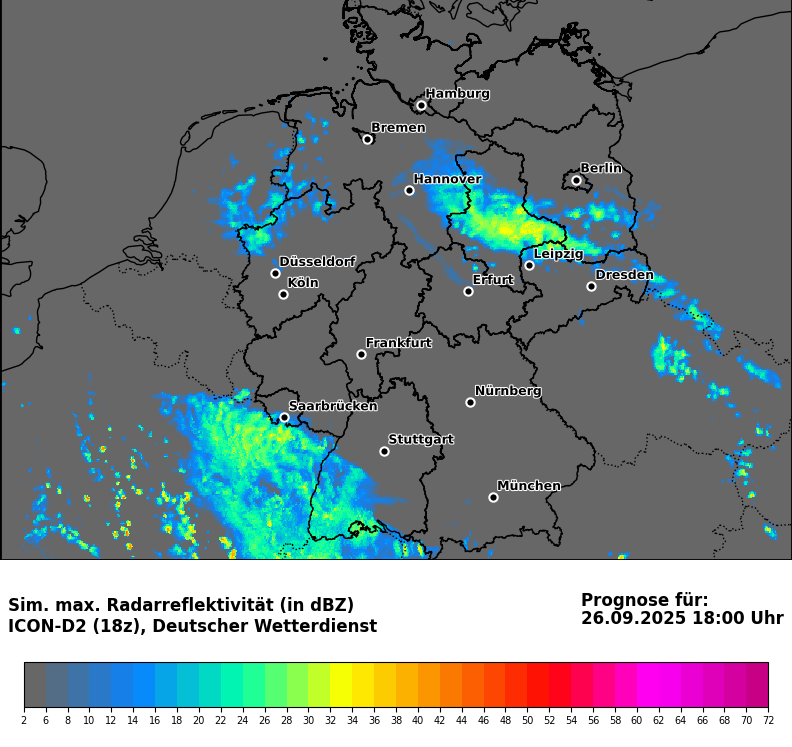 Hamburg
Bremen
Berlin
Hannover
Leipzig
Düsseldorf
Dresden
Köln
Erfurt
Frankfurt
Nürnberg
Saarbrücken
Stuttgart
München
Sim. max. Radarreflektivität (in dBZ)
ICON-D2 (18z), Deutscher Wetterdienst
Prognose für:
26.09.2025 18:00 Uhr
2 6 8 10 12 14 16 18 20 22 24 26 28 30 32 34 36 38 40 42 44 46 48 50 52 54 56 58 60 62 64 66 68 70 72